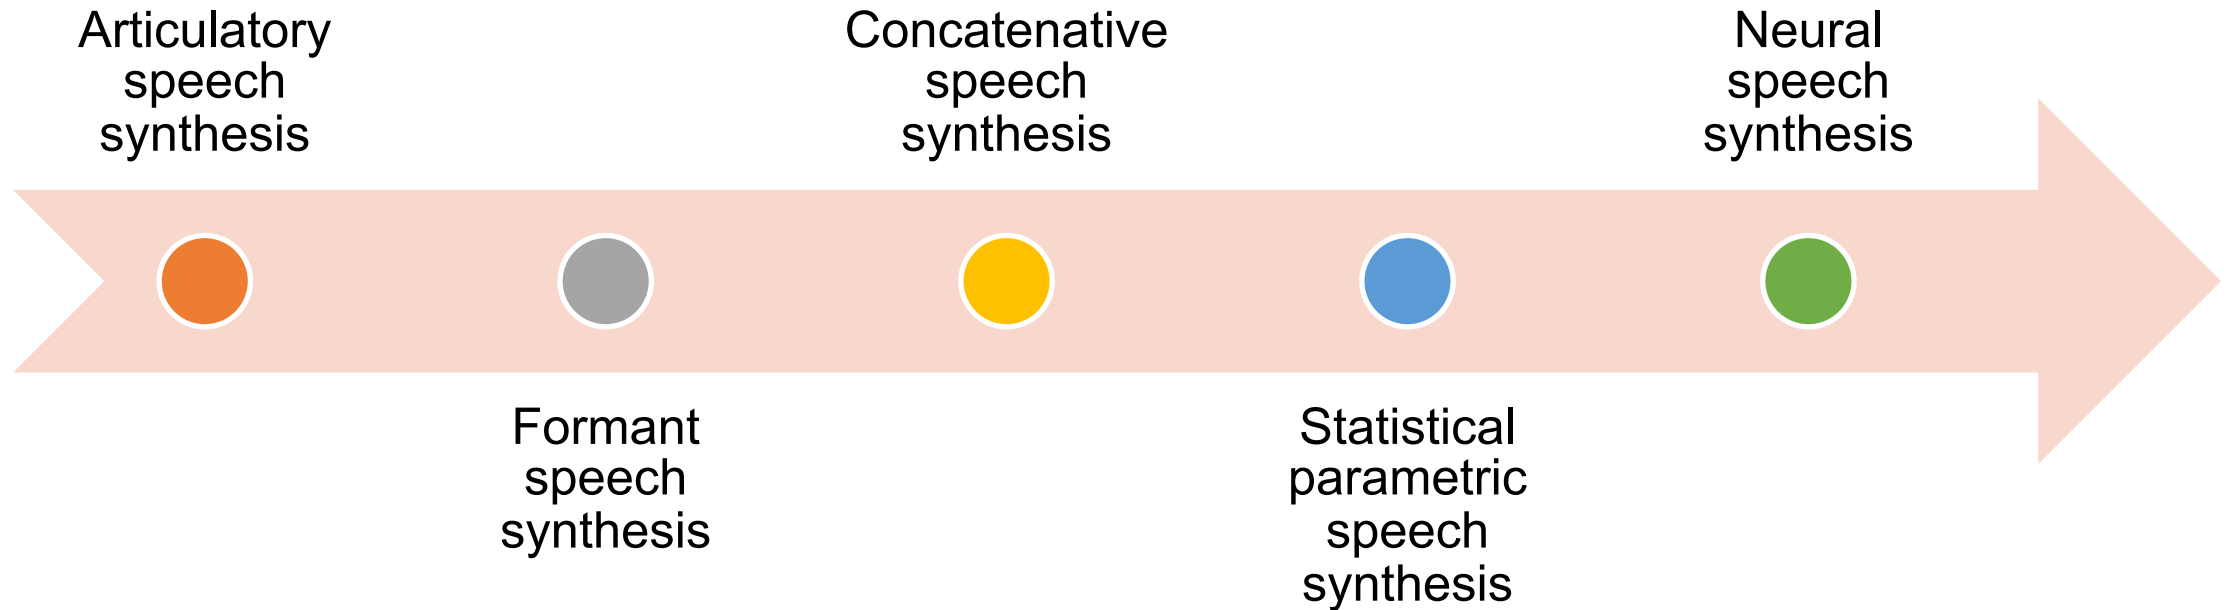 Articulatory
speech
synthesis
Formant
speech
synthesis
Concatenative
speech
synthesis
Statistical
parametric
speech
synthesis
Neural
speech
synthesis